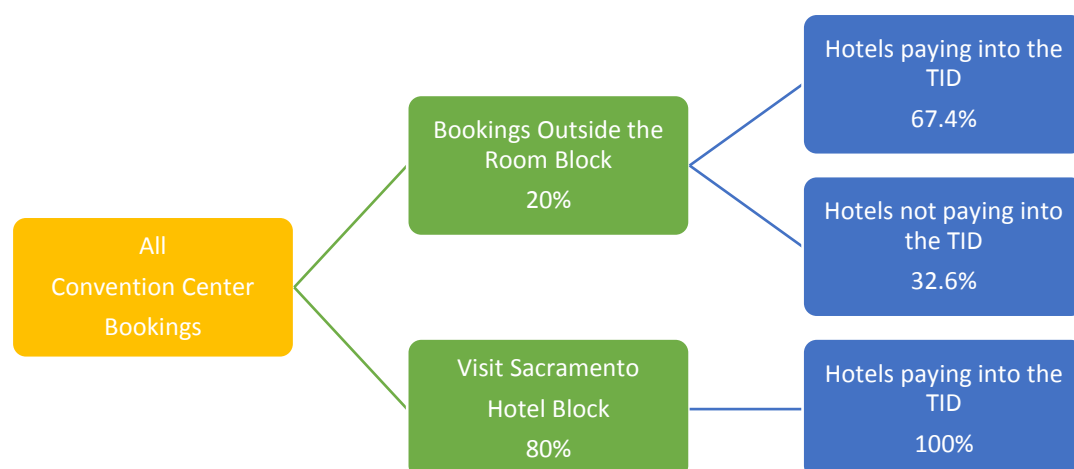 All
Convention Center
Bookings
Bookings Outside the
Room Block
20%
Visit Sacramento
Hotel Block
80%
Hotels paying into the
TID
67.4%
Hotels not paying into
the TID
32.6%
Hotels paying into the
TID
100%